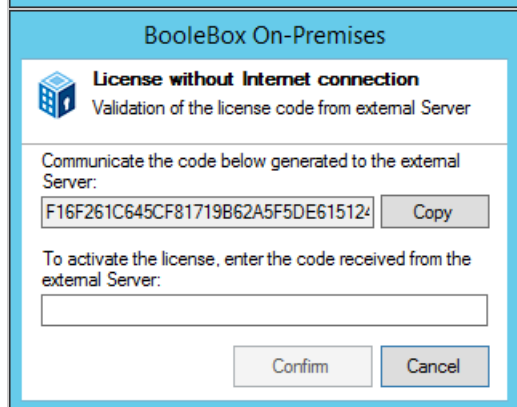 BooleBox On-Premises
License without Internet connection
Validation of the license code from external Server
Communicate the code below generated to the external
Server:
F16F261C645CF81719B62A5F5DE615124
Copy
To activate the license, enter the code received from the
external Server:
Confirm
Cancel